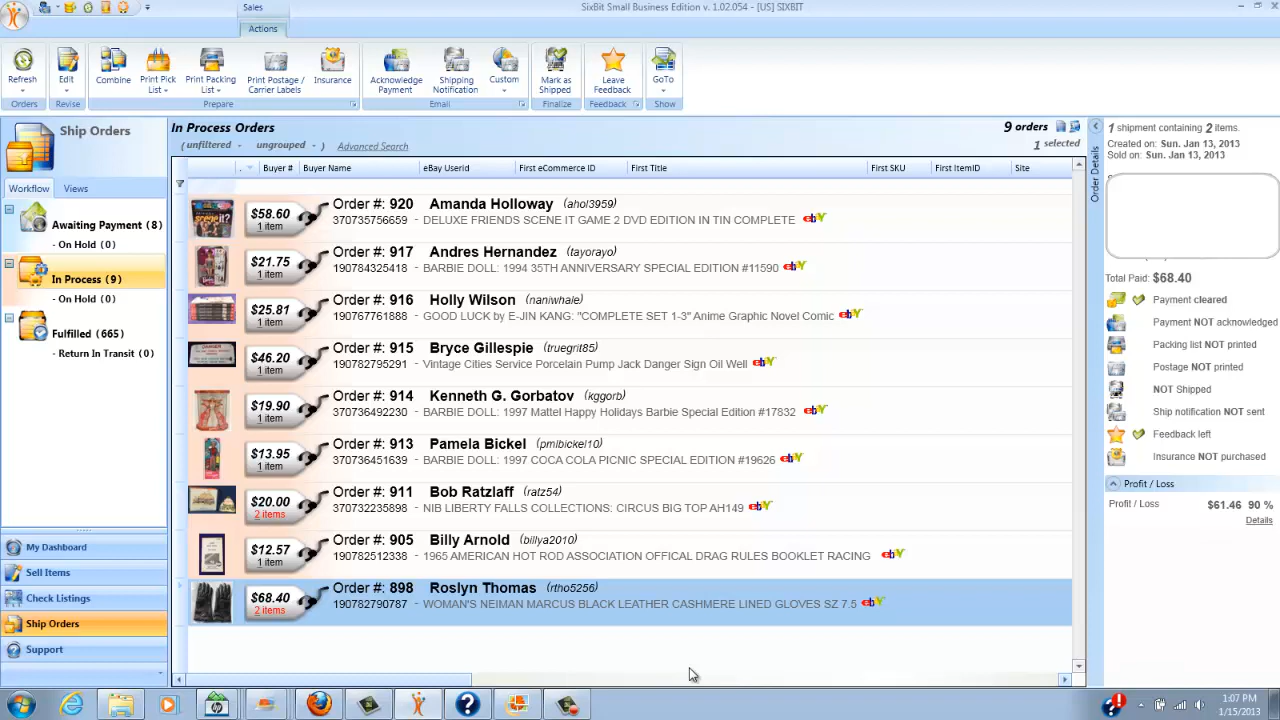 Sales
SixBit Small Business Edition v. 1.02.054 - [US] SIXBIT
Actions
Refresh
Edit
Combine
Print Pick List
Print Packing List
Print Postage / Carrier Labels
Insurance
Acknowledge Payment
Shipping Notification
Custom
Mark as Shipped
Leave Feedback
GoTo
Orders
Revise
Prepare
Email
Finalize
Feedback
Show
Ship Orders
Workflow
Views
Awaiting Payment (8)
- On Hold (0)
In Process (9)
- On Hold (0)
Fulfilled (665)
- Return In Transit (0)
My Dashboard
Sell Items
Check Listings
Ship Orders
Support
In Process Orders
9 orders
(unfiltered - ungrouped - ) Advanced Search
1 selected
Buyer # Buyer Name eBay UserId First eCommerce ID First Title First SKU First ItemID Site
$58.60 Order #: 920 Amanda Holloway (ahol3959)
1 item 370735756659 - DELUXE FRIENDS SCENE IT GAME 2 DVD EDITION IN TIN COMPLETE ebY
$21.75 Order #: 917 Andres Hernandez (tayorayo)
1 item 190784325418 - BARBIE DOLL: 1994 35TH ANNIVERSARY SPECIAL EDITION #11590 ebY
$25.81 Order #: 916 Holly Wilson (naniwhale)
1 item 190767761888 - GOOD LUCK by E-JIN KANG: "COMPLETE SET 1-3" Anime Graphic Novel Comic ebY
$46.20 Order #: 915 Bryce Gillespie (truegrit85)
1 item 190782795291 - Vintage Cities Service Porcelain Pump Jack Danger Sign Oil Well ebY
$19.90 Order #: 914 Kenneth G. Gorbatov (kggorb)
1 item 370736492230 - BARBIE DOLL: 1997 Mattel Happy Holidays Barbie Special Edition #17832 ebY
$13.95 Order #: 913 Pamela Bickel (pmlbickel10)
1 item 370736451639 - BARBIE DOLL: 1997 COCA COLA PICNIC SPECIAL EDITION #19626 ebY
$20.00 Order #: 911 Bob Ratzlaff (ratz54)
2 items 370732235898 - NIB LIBERTY FALLS COLLECTIONS: CIRCUS BIG TOP AH149 ebY
$12.57 Order #: 905 Billy Arnold (billya2010)
1 item 190782512338 - 1965 AMERICAN HOT ROD ASSOCIATION OFFICAL DRAG RULES BOOKLET RACING ebY
$68.40 Order #: 898 Roslyn Thomas (rtho5256)
2 items 190782790787 - WOMAN'S NEIMAN MARCUS BLACK LEATHER CASHMERE LINED GLOVES SZ 7.5 ebY
Order Details
1 shipment containing 2 items.
Created on: Sun. Jan 13, 2013
Sold on: Sun. Jan 13, 2013
Total Paid: $68.40
Payment cleared
Payment NOT acknowledged
Packing list NOT printed
Postage NOT printed
NOT Shipped
Ship notification NOT sent
Feedback left
Insurance NOT purchased
Profit / Loss
Profit / Loss $61.46 90 %
Details
1:07 PM
1/15/2013